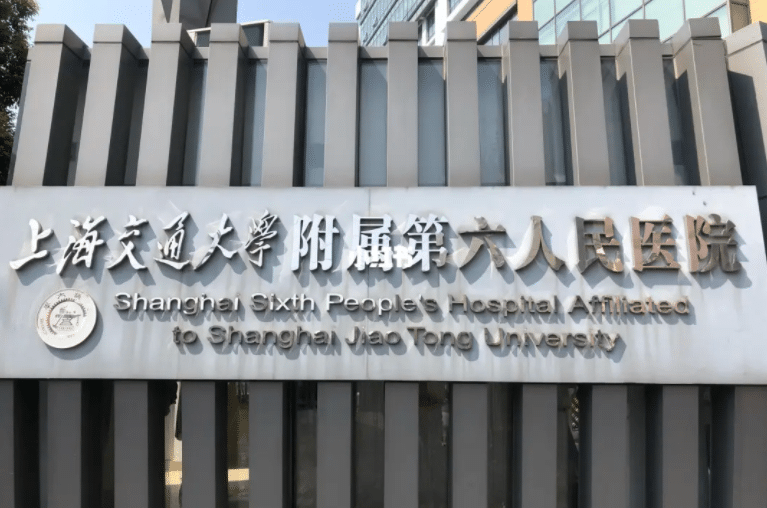 上海交通大学附属第六人民医院
Shanghai Sixth People's Hospital Affiliated
to Shanghai Jiao Tong University